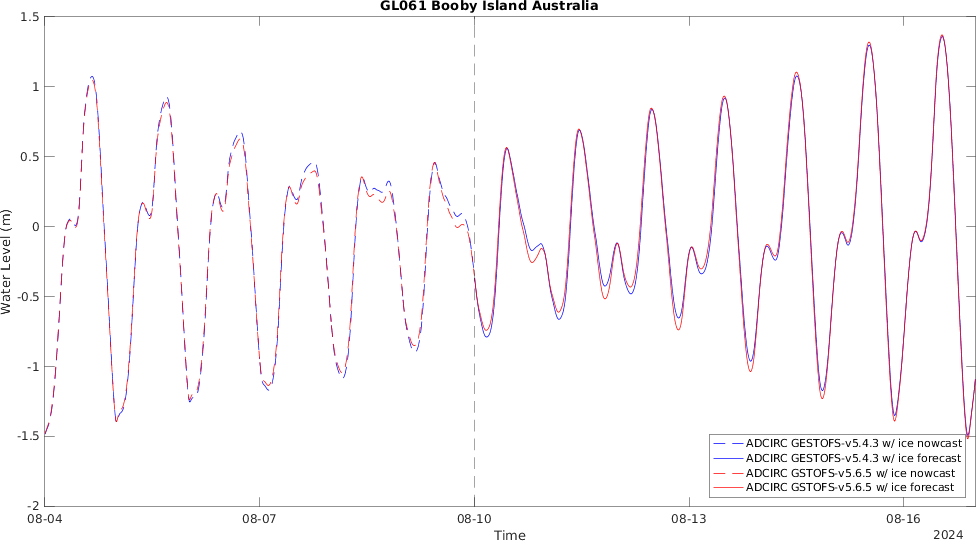 GL061 Booby Island Australia
1.5
1
0.5
0
-0.5
-1
-1.5
-2
Water Level (m)
08-04
08-07
08-10
08-13
08-16
Time
2024
ADCIRC GESTOFS-v5.4.3 w/ ice nowcast
ADCIRC GESTOFS-v5.4.3 w/ ice forecast
ADCIRC GSTOFS-v5.6.5 w/ ice nowcast
ADCIRC GSTOFS-v5.6.5 w/ ice forecast